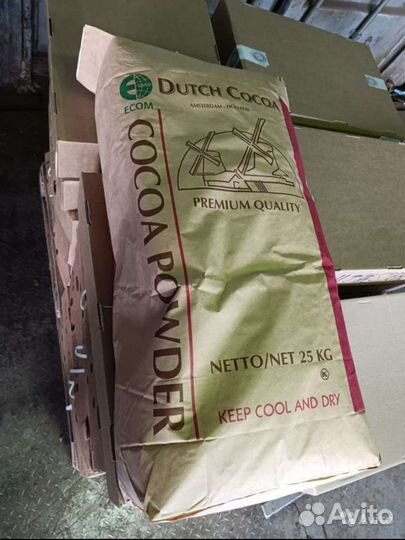 DUTCH COCOA
AMSTERDAM - HOLLAND
ECOM
COCOA POWDER
PREMIUM QUALITY
NETTO/NET 25 KG
K
KEEP COOL AND DRY
Avito